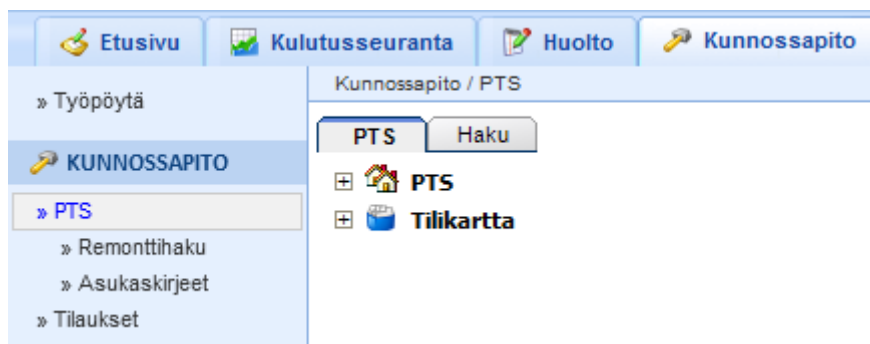 Etusivu Kulutusseuranta Huolto Kunnossapito
» Työpöytä
KUNNOSSAPITO
» PTS
» Remonttihaku
» Asukaskirjeet
» Tilaukset
Kunnossapito / PTS
PTS Haku
PTS
Tilikartta